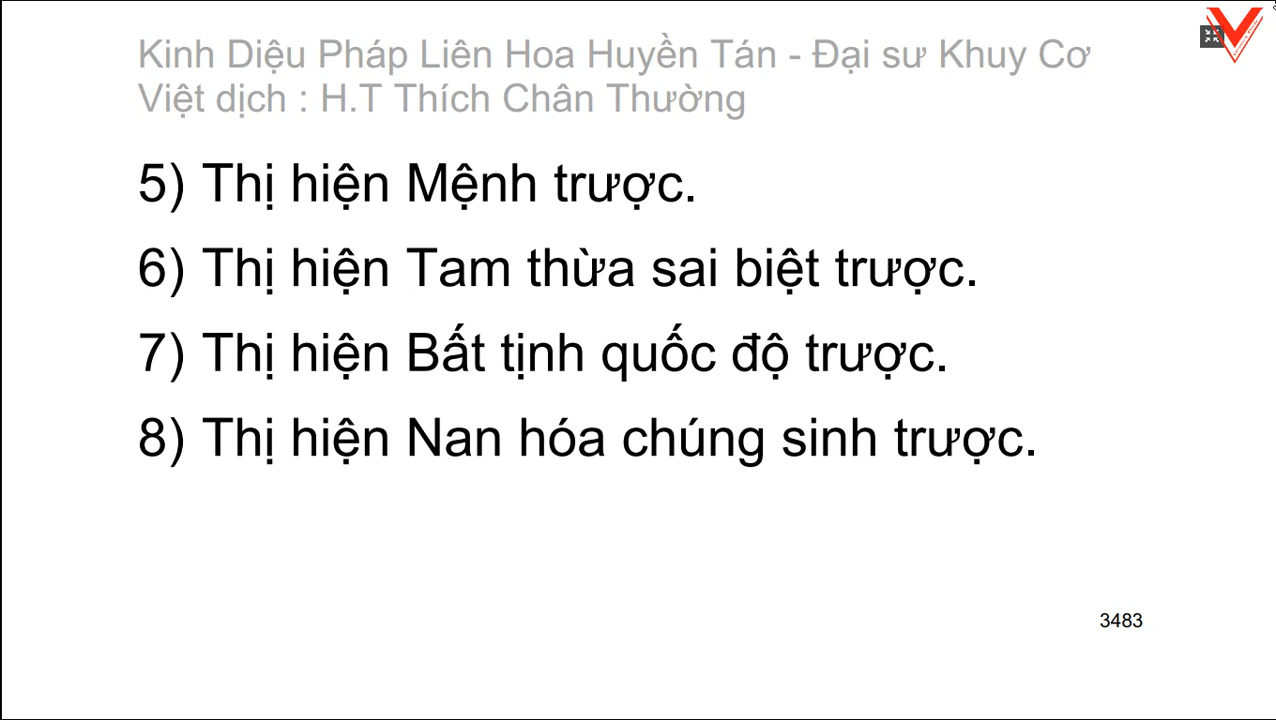 Kinh Diệu Pháp Liên Hoa Huyền Tán - Đại sư Khuy Cơ
Việt dịch : H.T Thích Chân Thường
5) Thị hiện Mệnh trược.
6) Thị hiện Tam thừa sai biệt trược.
7) Thị hiện Bất tịnh quốc độ trược.
8) Thị hiện Nan hóa chúng sinh trược.
3483